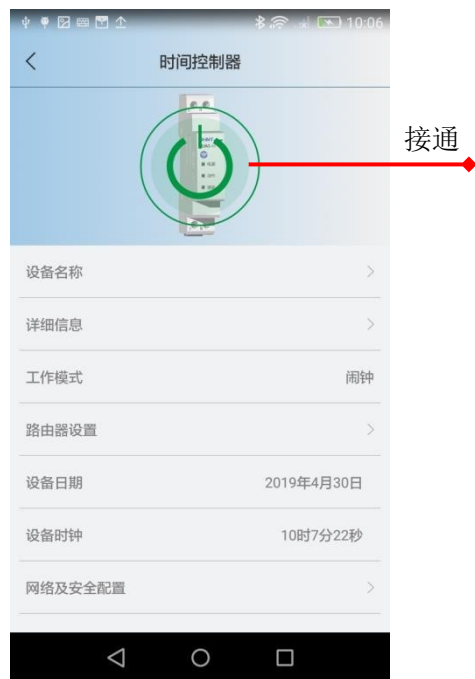 10:06
时间控制器
接通
设备名称
详细信息
工作模式 闹钟
路由器设置
设备日期 2019年4月30日
设备时钟 10时7分22秒
网络及安全配置